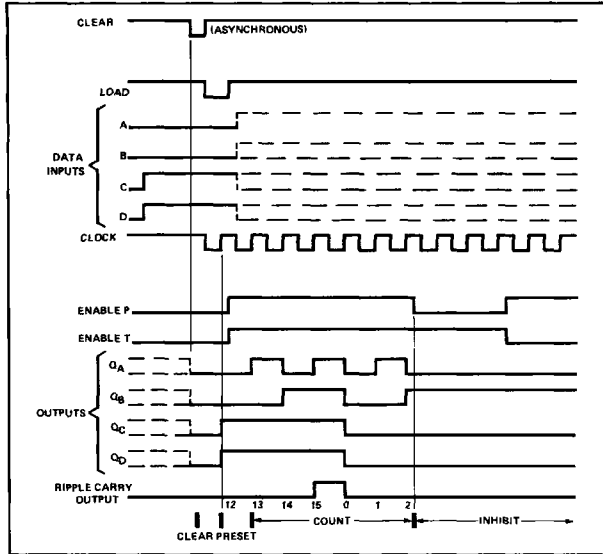 CLEAR
(ASYNCHRONOUS)
LOAD
DATA
INPUTS
A
B
C
D
CLOCK
ENABLE P
ENABLE T
OUTPUTS
QA
QB
QC
QD
RIPPLE CARRY
OUTPUT
12 13 14 15 0 1 2
COUNT
INHIBIT
CLEAR PRESET